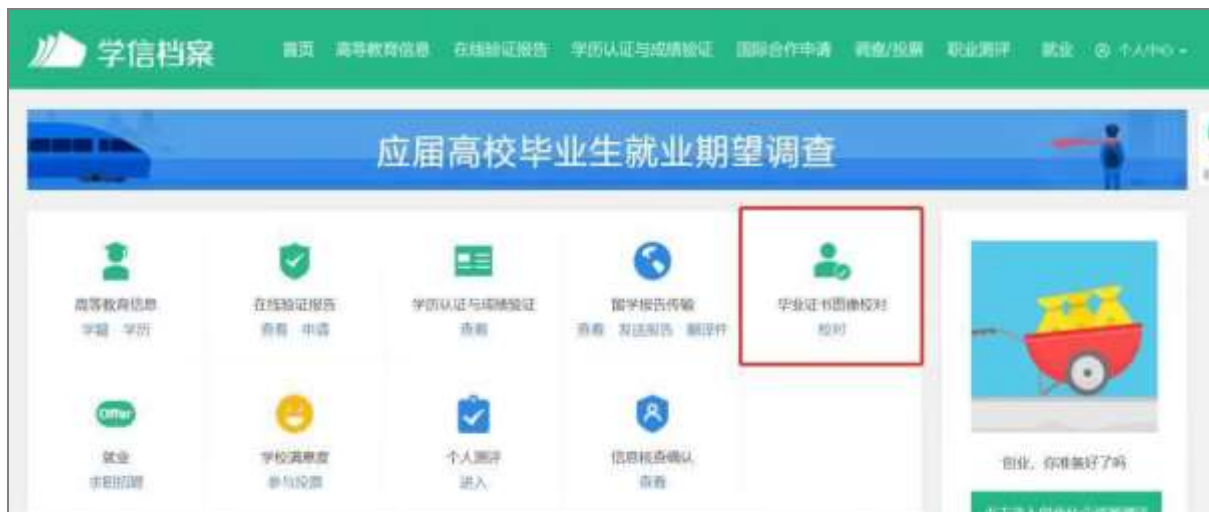 学信档案
首页 高等教育信息 在线验证报告 学历认证与成绩验证 国际合作申请 调查/投票 职业测评 就业 个人中心
应届高校毕业生就业期望调查
高等教育信息 在线验证报告 学历认证与成绩验证 留学报告传输 毕业证书图像校对
学籍 学历 查看 申请 查看 查看 发送报告 翻译件 校对
Offer
就业 学校满意度 个人测评 信息核查确认
求职招聘 参与投票 进入 查看
创业，你准备好了吗